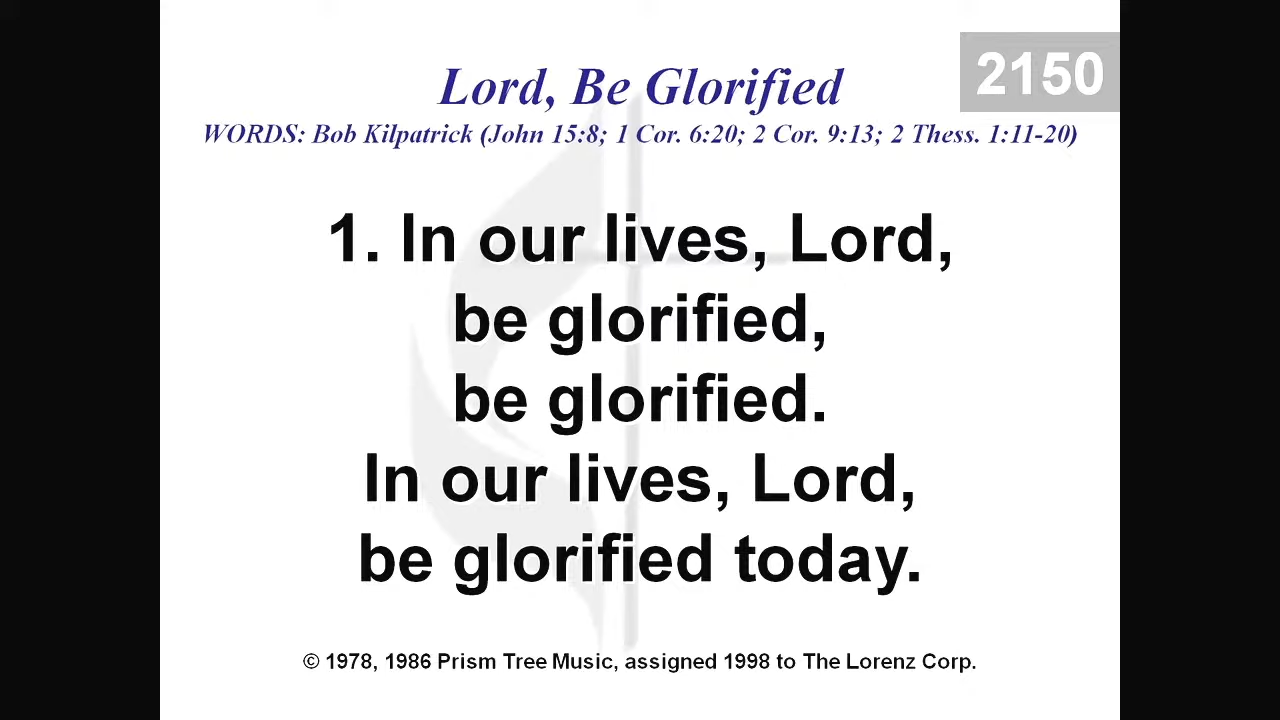 2150
Lord, Be Glorified
WORDS: Bob Kilpatrick (John 15:8; 1 Cor. 6:20; 2 Cor. 9:13; 2 Thess. 1:11-20)
1. In our lives, Lord,
be glorified,
be glorified.
In our lives, Lord,
be glorified today.
© 1978, 1986 Prism Tree Music, assigned 1998 to The Lorenz Corp.